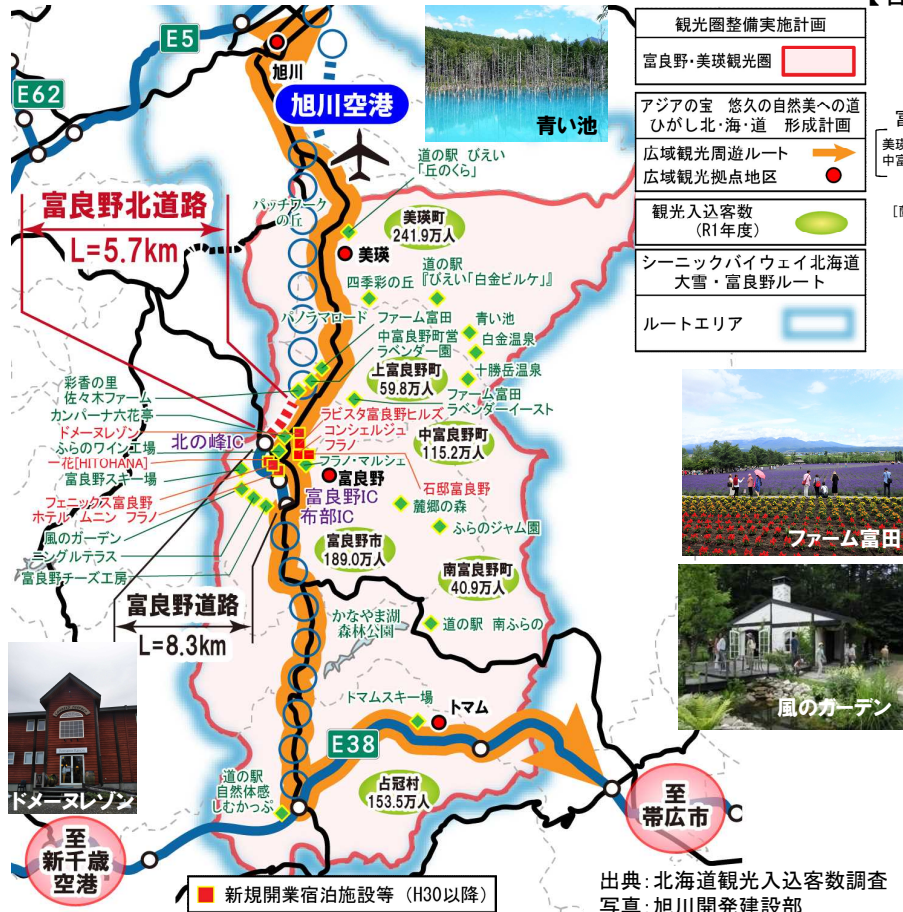 E5
E62
旭川
旭川空港
青い池
観光圏整備実施計画
富良野・美瑛観光圏
アジアの宝 悠久の自然美への道
ひがし北・海・道 形成計画
広域観光周遊ルート
広域観光拠点地区
観光入込客数
(R1年度)
シーニックバイウェイ北海道
大雪・富良野ルート
ルートエリア
道の駅 びえい
「丘のくら」
パッチワーク
の丘
富良野北道路
L=5.7km
美瑛町
241.9万人
美瑛
四季彩の丘
道の駅
『びえい「白金ビルケ」』
パノラマロード
ファーム富田
青い池
中富良野町営
ラベンダー園
白金温泉
上富良野町
59.8万人
十勝岳温泉
彩香の里
佐々木ファーム
カンパーナ六花亭
ファーム富田
ラベンダーイースト
ラビスタ富良野ヒルズ
コンシェルジュ
フラノ
ドメーヌレゾン
北の峰IC
ふらのワイン工場
一花[HITOHANA]
富良野スキー場
中富良野町
115.2万人
フラノ・マルシェ
富良野
富良野IC
布部IC
石邸富良野
麓郷の森
フェニックス富良野
ホテル ムニン フラノ
風のガーデン
ニングルテラス
富良野チーズ工房
ふらのジャム園
富良野市
189.0万人
南富良野町
40.9万人
富良野道路
L=8.3km
かなやま湖
森林公園
道の駅 南ふらの
ファーム富田
風のガーデン
ドメーヌレゾン
トマムスキー場
トマム
E38
占冠村
153.5万人
道の駅
自然体感
しむかっぷ
至
帯広市
至
新千歳
空港
新規開業宿泊施設等 (H30以降)
出典:北海道観光入込客数調査
写真:旭川開発建設部